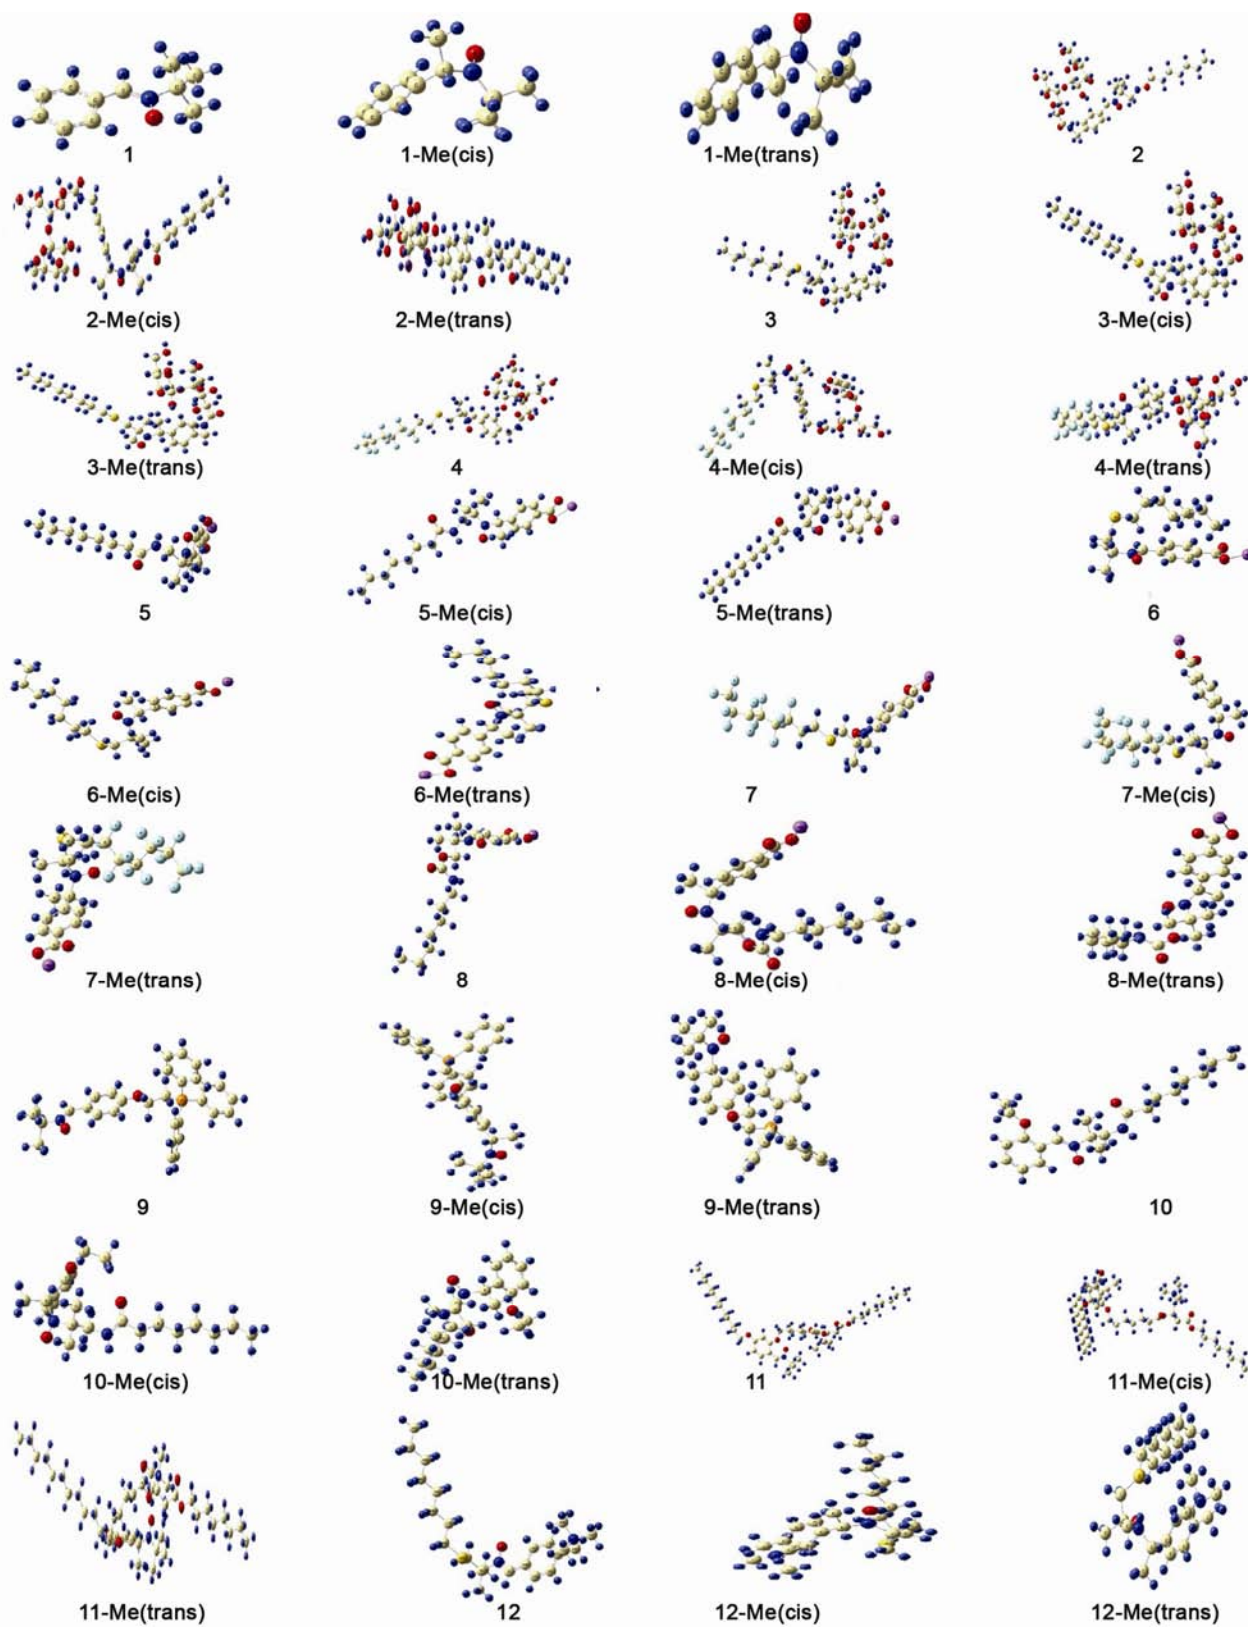 1 1-Me(cis) 1-Me(trans) 2
2-Me(cis) 2-Me(trans) 3 3-Me(cis)
3-Me(trans) 4 4-Me(cis) 4-Me(trans)
5 5-Me(cis) 5-Me(trans) 6
6-Me(cis) 6-Me(trans) 7 7-Me(cis)
7-Me(trans) 8 8-Me(cis) 8-Me(trans)
9 9-Me(cis) 9-Me(trans) 10
10-Me(cis) 10-Me(trans) 11 11-Me(cis)
11-Me(trans) 12 12-Me(cis) 12-Me(trans)